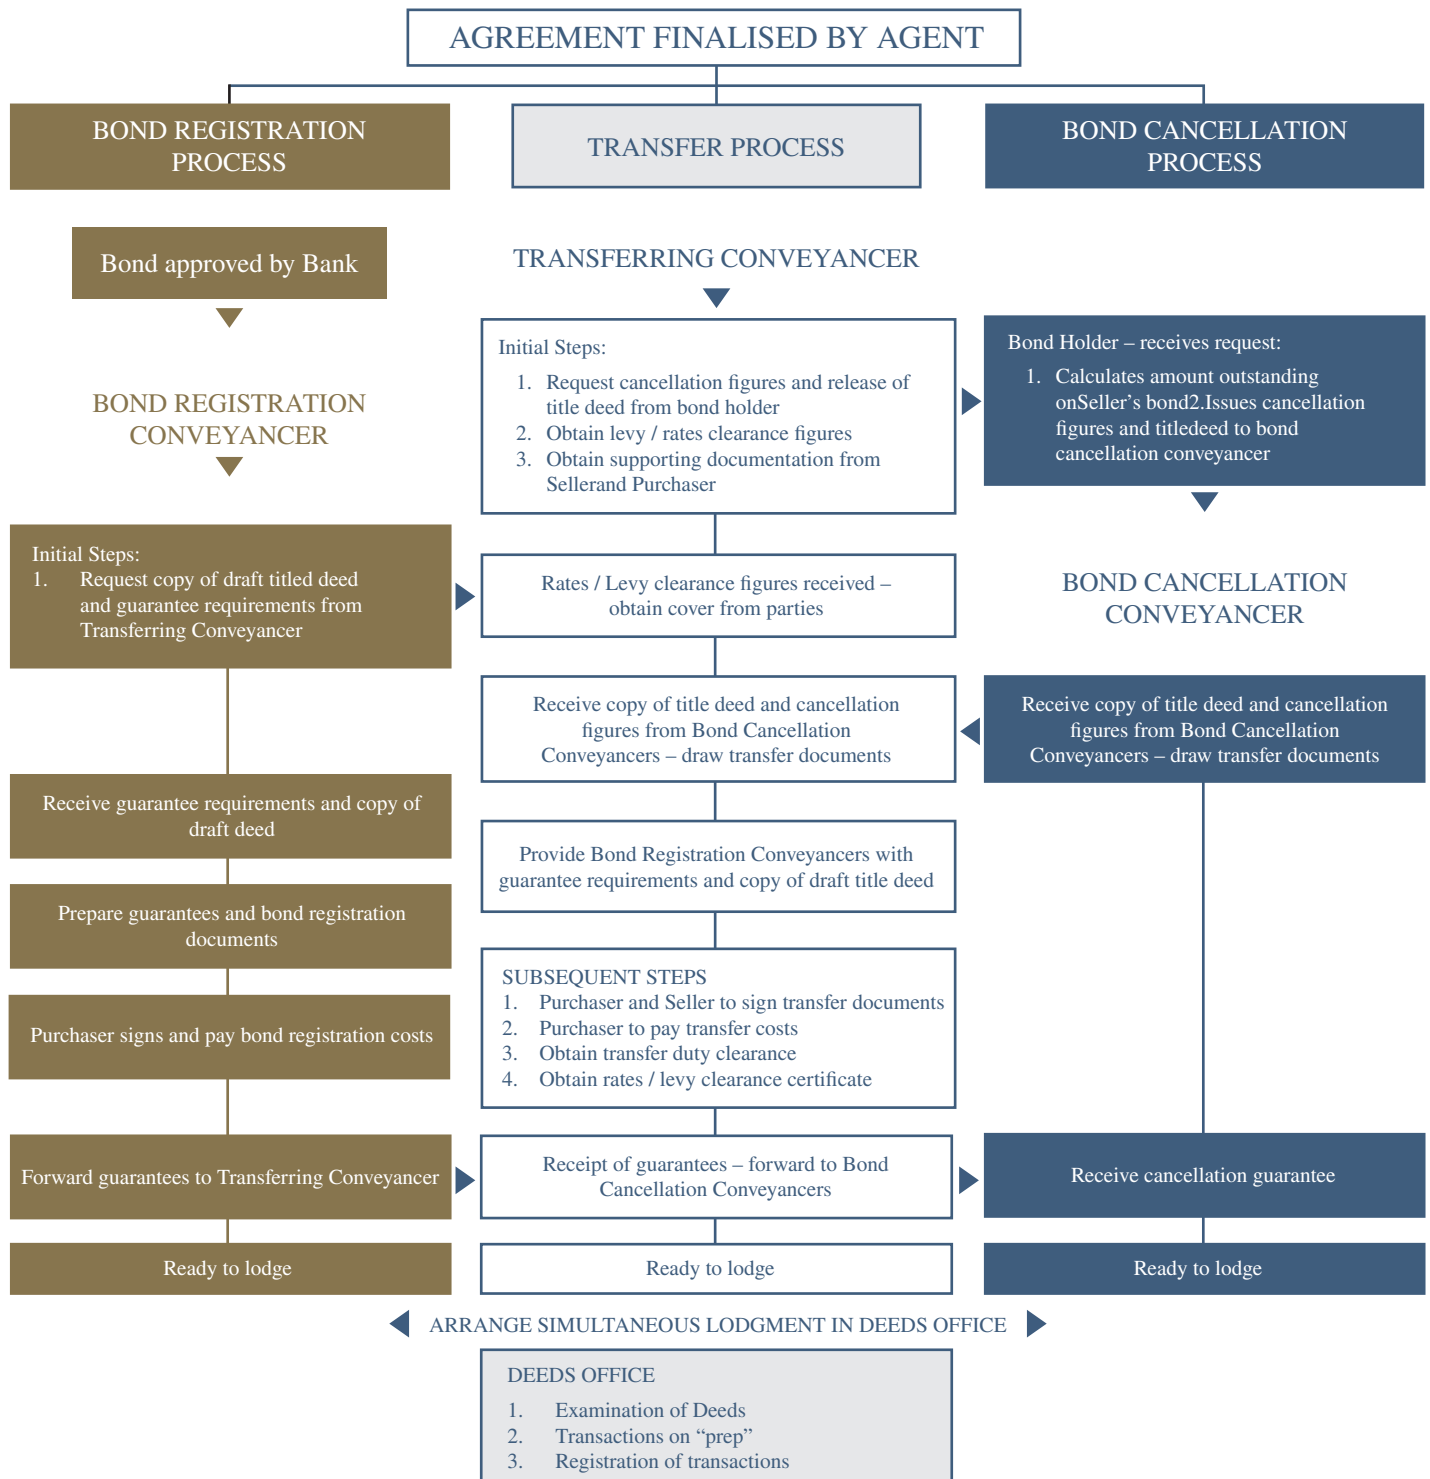 AGREEMENT FINALISED BY AGENT
BOND REGISTRATION
PROCESS
TRANSFER PROCESS
BOND CANCELLATION
PROCESS
Bond approved by Bank
BOND REGISTRATION
CONVEYANCER
Initial Steps:
1. Request copy of draft titled deed
and guarantee requirements from
Transferring Conveyancer
Receive guarantee requirements and copy of
draft deed
Prepare guarantees and bond registration
documents
Purchaser signs and pay bond registration costs
Forward guarantees to Transferring Conveyancer
Ready to lodge
TRANSFERRING CONVEYANCER
Initial Steps:
1. Request cancellation figures and release of
title deed from bond holder
2. Obtain levy / rates clearance figures
3. Obtain supporting documentation from
Sellerand Purchaser
Rates / Levy clearance figures received –
obtain cover from parties
Receive copy of title deed and cancellation
figures from Bond Cancellation
Conveyancers – draw transfer documents
Provide Bond Registration Conveyancers with
guarantee requirements and copy of draft title deed
SUBSEQUENT STEPS
1. Purchaser and Seller to sign transfer documents
2. Purchaser to pay transfer costs
3. Obtain transfer duty clearance
4. Obtain rates / levy clearance certificate
Receipt of guarantees – forward to Bond
Cancellation Conveyancers
Ready to lodge
Bond Holder – receives request:
1. Calculates amount outstanding
onSeller’s bond2.Issues cancellation
figures and titledeed to bond
cancellation conveyancer
BOND CANCELLATION
CONVEYANCER
Receive copy of title deed and cancellation
figures from Bond Cancellation
Conveyancers – draw transfer documents
Receive cancellation guarantee
Ready to lodge
ARRANGE SIMULTANEOUS LODGMENT IN DEEDS OFFICE
DEEDS OFFICE
1. Examination of Deeds
2. Transactions on “prep”
3. Registration of transactions